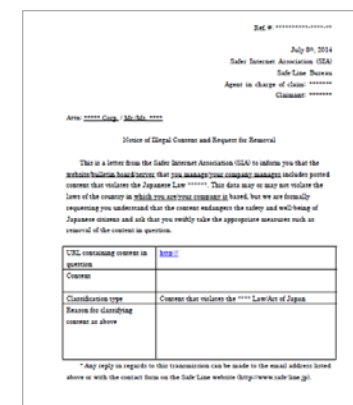 Ref. #: **********-*****-**
July 8th, 2014
Safer Internet Association (SIA)
Safe Line Bureau
Agent in charge of claim: *******
Claimant: *******
Attn: ***** Corp. / Mr./Ms. ****
Notice of Illegal Content and Request for Removal
This is a letter from the Safer Internet Association (SIA) to inform you that the
website/bulletin board/server that you manage/your company manages includes posted
content that violates the Japanese Law ******. This data may or may not violate the
laws of the country in which you are/your company is based, but we are formally
requesting you understand that the content endangers the safety and well-being of
Japanese citizens and ask that you swiftly take the appropriate measures such as
removal of the content in question.
URL containing content in
question
http://
Content
Classification type
Content that violates the **** Law/Act of Japan
Reason for classifying
content as above
* Any reply in regards to this transmission can be made to the email address listed
above or with the contact form on the Safe Line website (http://www.safe-line.jp).